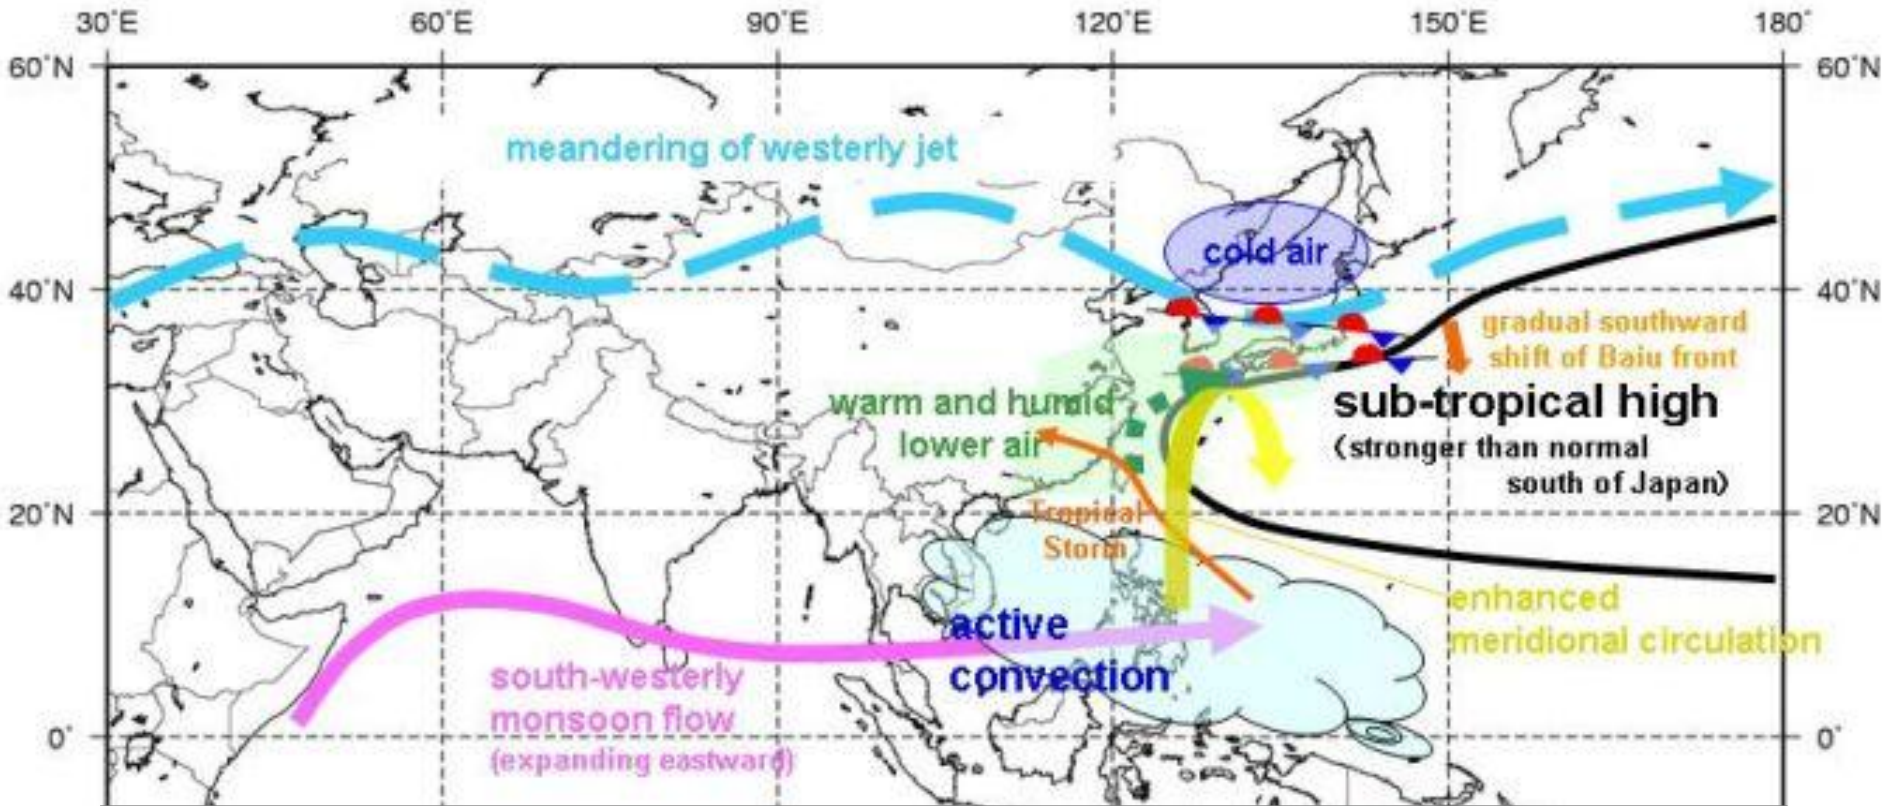 30°E 60°E 90°E 120°E 150°E 180°
60°N 60°N
meandering of westerly jet
cold air
40°N 40°N
gradual southward
shift of Baiu front
sub-tropical high
(stronger than normal
south of Japan)
warm and humid
lower air
20°N 20°N
Tropical
Storm
enhanced
meridional circulation
active
convection
south-westerly
monsoon flow
(expanding eastward)
0° 0°